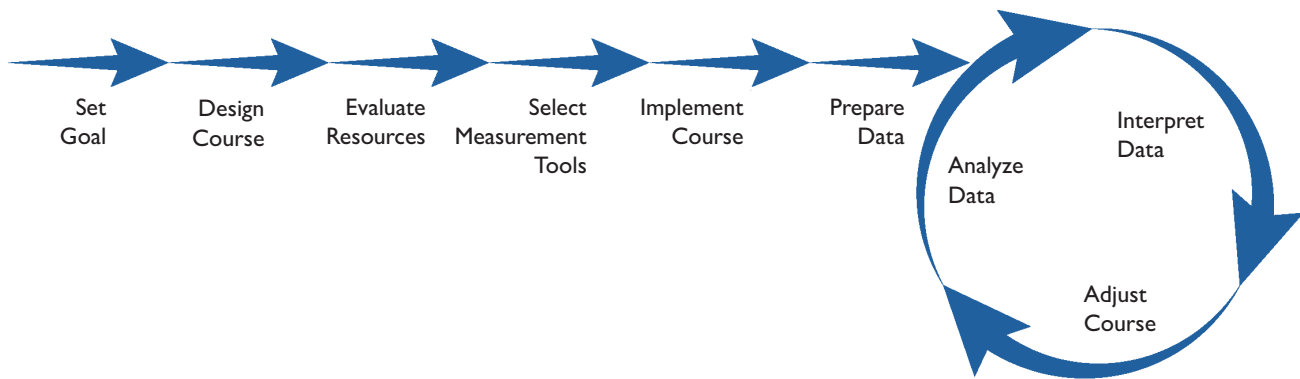 Set
Goal
Design
Course
Evaluate
Resources
Select
Measurement
Tools
Implement
Course
Prepare
Data
Analyze
Data
Interpret
Data
Adjust
Course